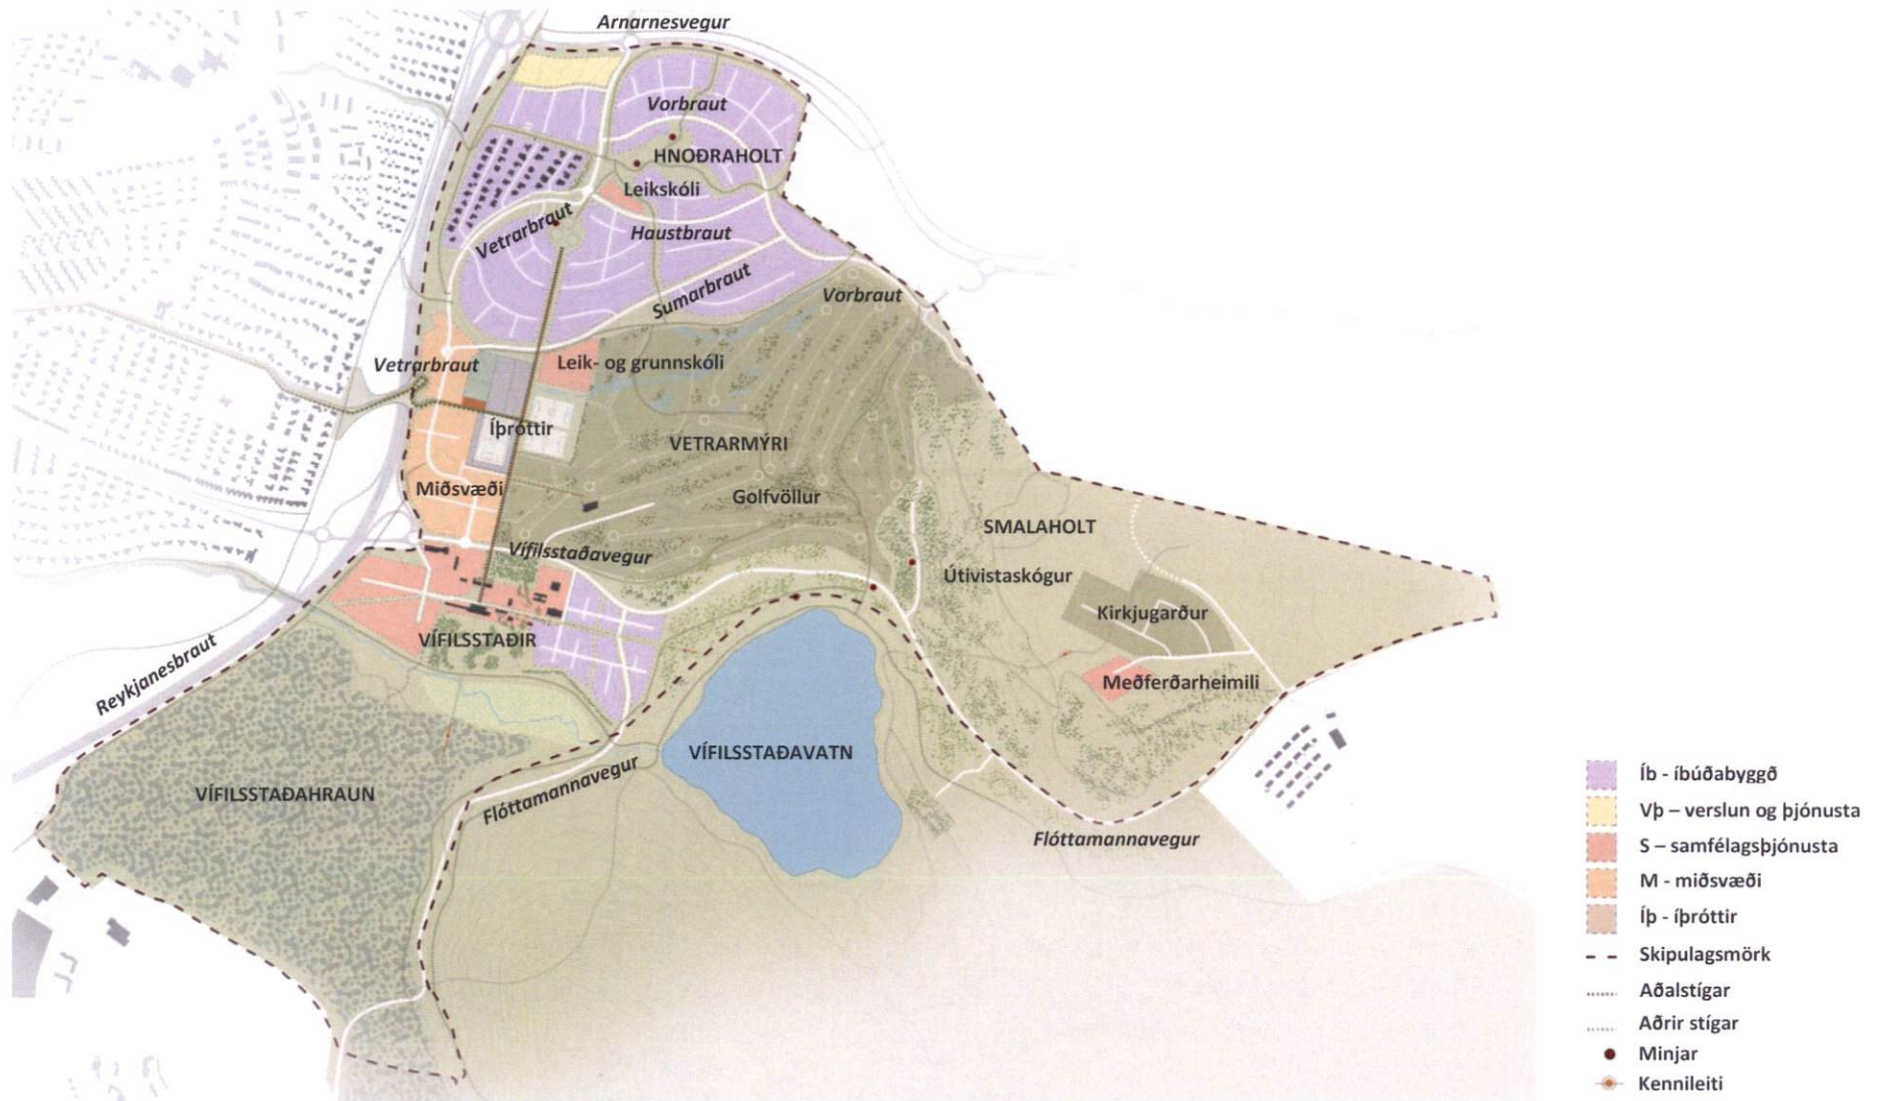 Arnarnesvegur
Vorbraut
HNOÐRAHOLT
Leikskóli
Vetrarbraut
Haustbraut
Sumarbraut
Vorbraut
Vetrarbraut
Leik- og grunnskóli
Íþróttir
VETRARMÝRI
Miðsvæði
Golfvöllur
SMALAHOLT
Vífilsstaðavegur
Útivistaskógur
Kirkjugarður
VÍFILSSTAÐIR
Reykjanesbraut
Meðferðarheimili
VÍFILSSTAÐAVATN
VÍFILSSTAÐAHRAUN
Flóttamannavegur
Flóttamannavegur
Íb - íbúðabyggð
Vþ – verslun og þjónusta
S – samfélagsþjónusta
M - miðsvæði
Íþ - íþróttir
Skipulagsmörk
Aðalstígar
Aðrir stígar
Minjar
Kennileiti